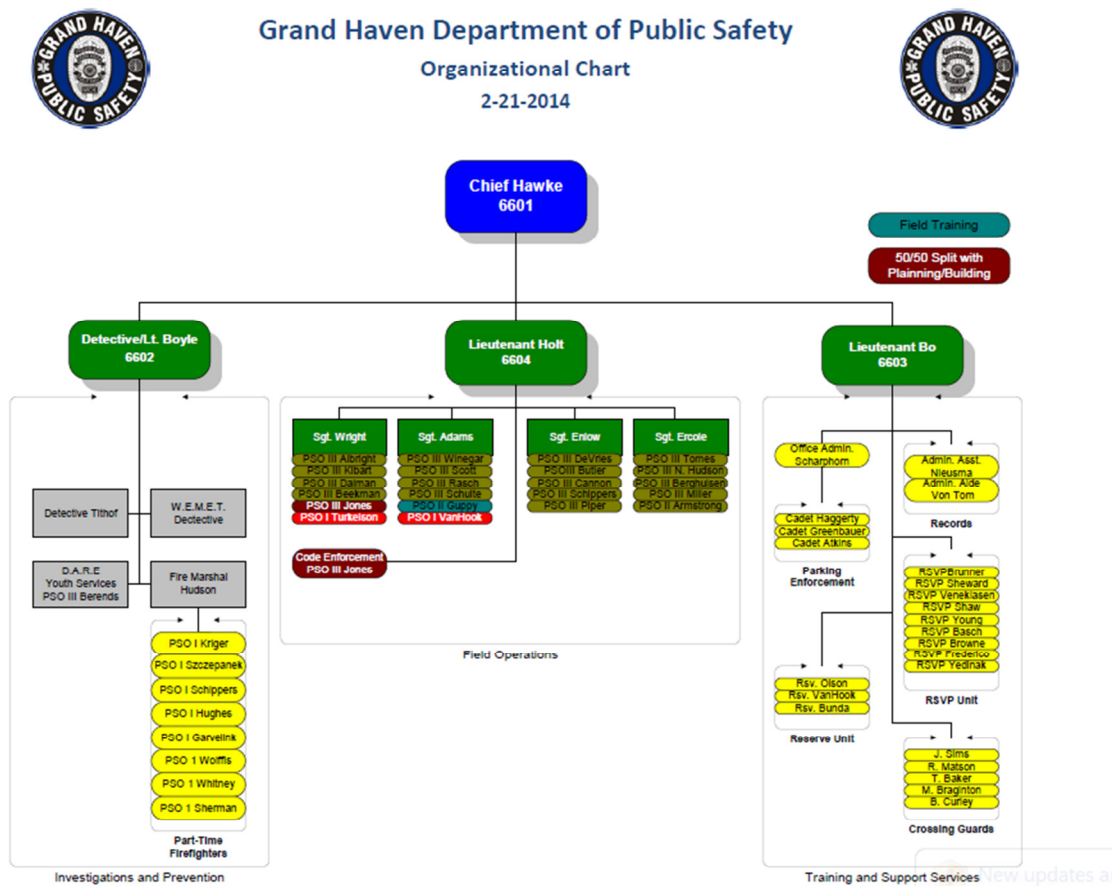 GRAND HAVEN
PUBLIC SAFETY
Grand Haven Department of Public Safety
Organizational Chart
2-21-2014
GRAND HAVEN
PUBLIC SAFETY
Chief Hawke
6601
Field Training
50/50 Split with
Plainning/Building
Detective/Lt. Boyle
6602
Lieutenant Holt
6604
Lieutenant Bo
6603
Detective Tithof
W.E.M.E.T.
Dectective
D.A.R.E
Youth Services
PSO III Berends
Fire Marshal
Hudson
PSO I Kriger
PSO I Szczepanek
PSO I Schippers
PSO I Hughes
PSO I Garvelink
PSO 1 Wolffis
PSO 1 Whitney
PSO 1 Sherman
Part-Time
Firefighters
Investigations and Prevention
Sgt. Wright
PSO III Albright
PSO III Klbart
PSO III Dalman
PSO III Beekman
PSO III Jones
PSO I Turkelson
Code Enforcement
PSO III Jones
Sgt. Adams
PSO III Winegar
PSO III Scott
PSO III Rasch
PSO III Schulte
PSO II Guppy
PSO I VanHook
Sgt. Enlow
PSO III DeVries
PSOIII Butler
PSO III Cannon
PSO III Schippers
PSO III Piper
Sgt. Ercole
PSO III Tomes
PSO III N. Hudson
PSO III Berghuisen
PSO III Miller
PSO II Armstrong
Field Operations
Office Admin.
Scharphorn
Cadet Haggerty
Cadet Greenbauer
Cadet Atkins
Parking
Enforcement
Rsv. Olson
Rsv. VanHook
Rsv. Bunda
Reserve Unit
Admin. Asst.
Nieusma
Admin. Aide
Von Tom
Records
RSVPBrunner
RSVP Sheward
RSVP Veneklasen
RSVP Shaw
RSVP Young
RSVP Basch
RSVP Browne
RSVP Frederico
RSVP Yedinak
RSVP Unit
J. Sims
R. Matson
T. Baker
M. Braginton
B. Curley
Crossing Guards
Training and Support Services
New updates a